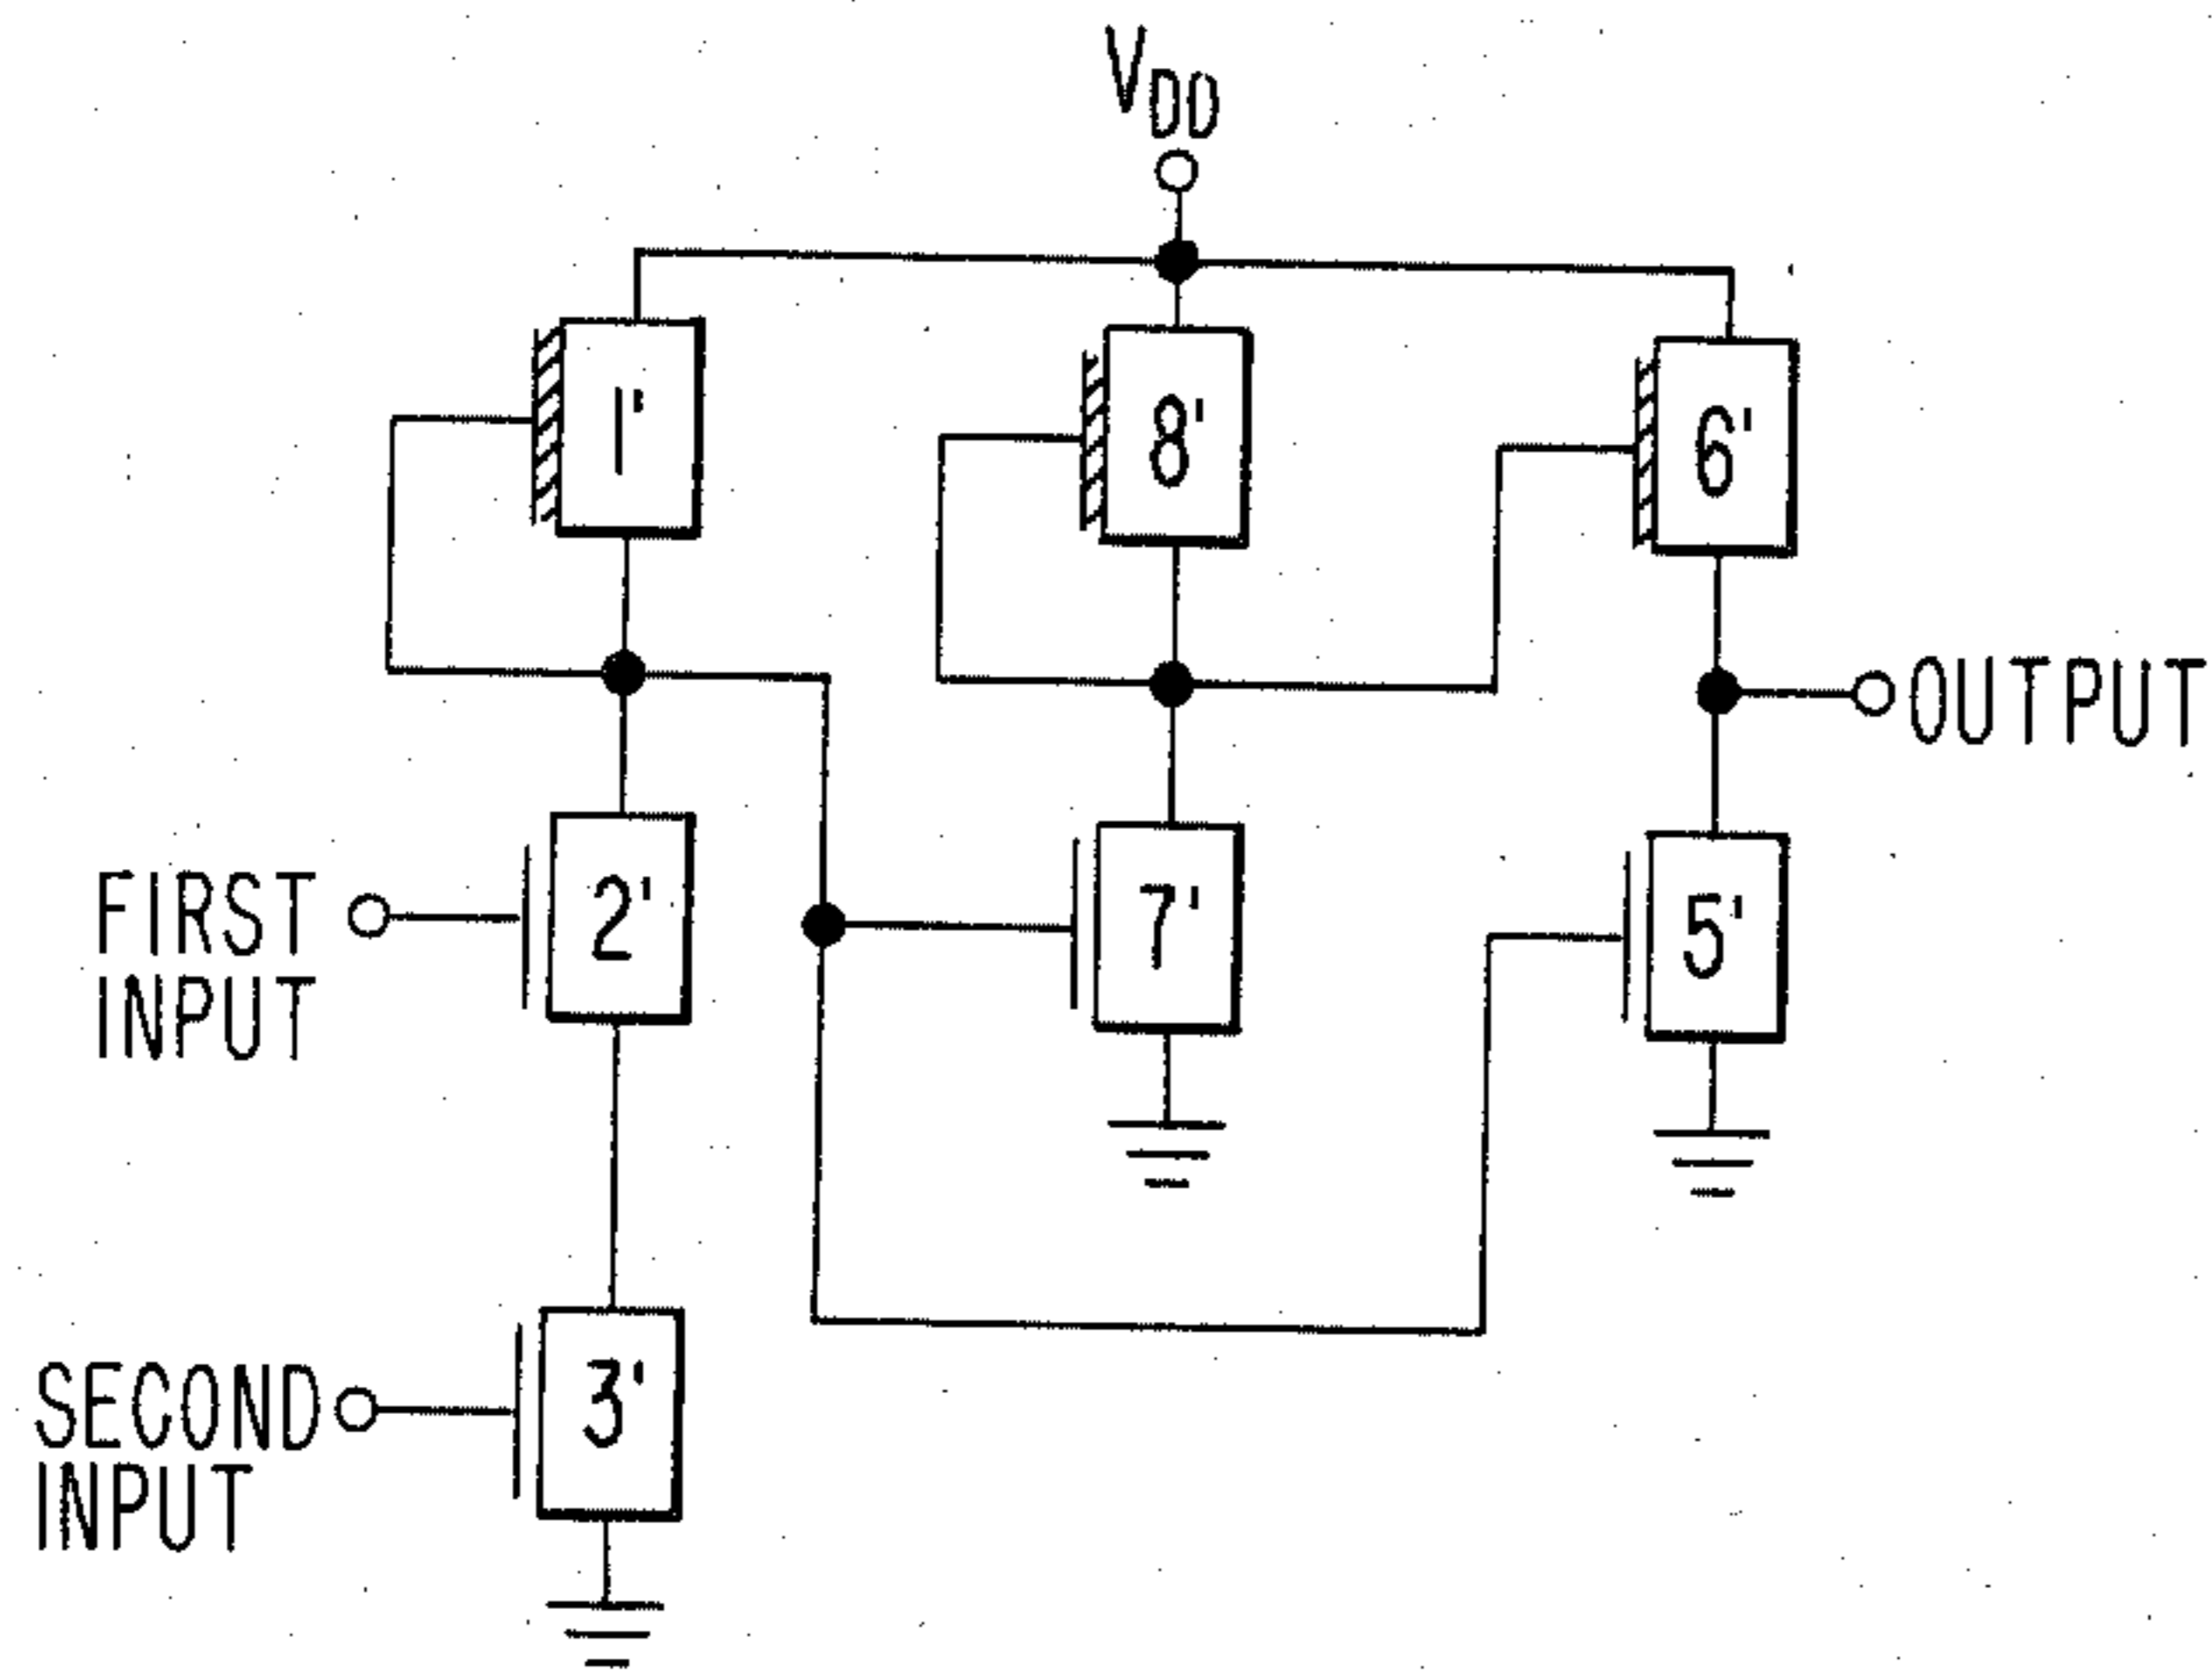 VDD
1'
8'
6'
OUTPUT
FIRST
INPUT
2'
7'
5'
SECOND
INPUT
3'